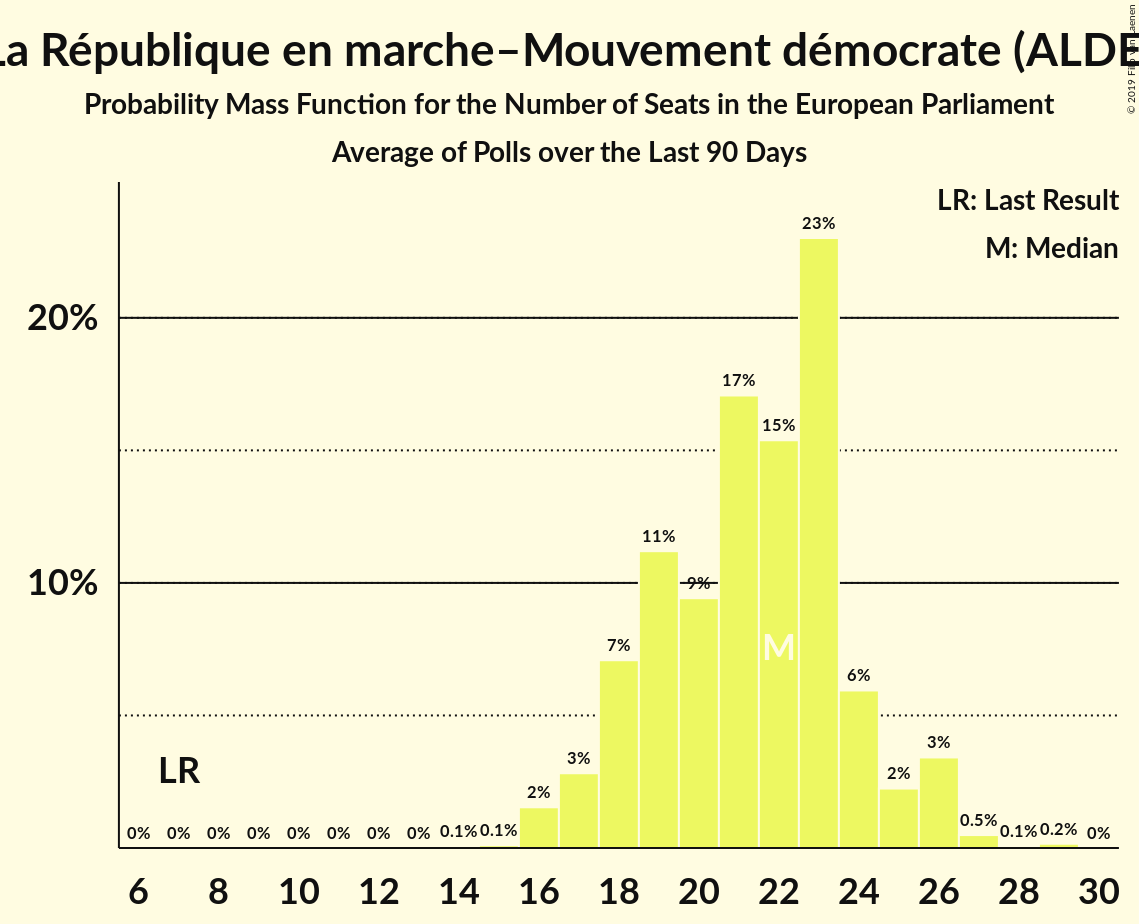 La République en marche–Mouvement démocrate (ALDE
Probability Mass Function for the Number of Seats in the European Parliament
Average of Polls over the Last 90 Days
© 2019 Filip van Laenen
LR: Last Result
M: Median
23%
20%
17%
15%
11%
10%
9%
7%
M
6%
3%
3%
LR
2%
2%
0% 0% 0% 0% 0% 0% 0% 0% 0.1% 0.1% 0.5% 0.1% 0.2% 0%
6 8 10 12 14 16 18 20 22 24 26 28 30